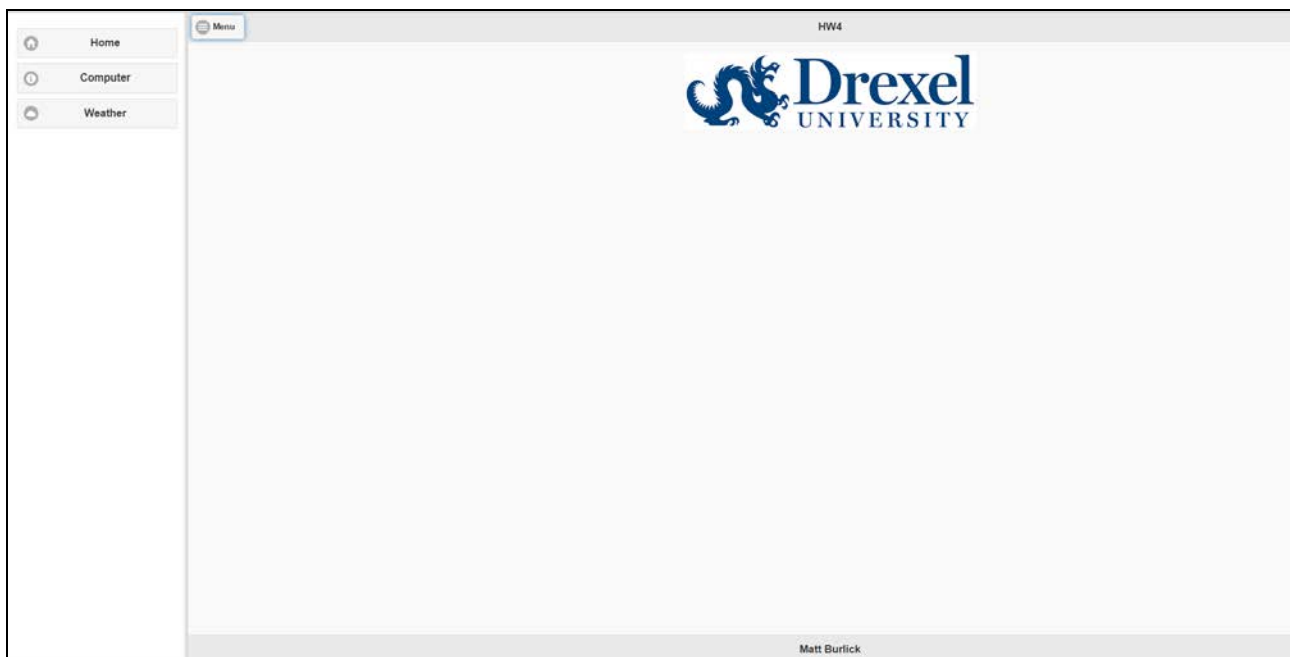 Home
Computer
Weather
Menu
HW4
Drexel
UNIVERSITY
Matt Burlick